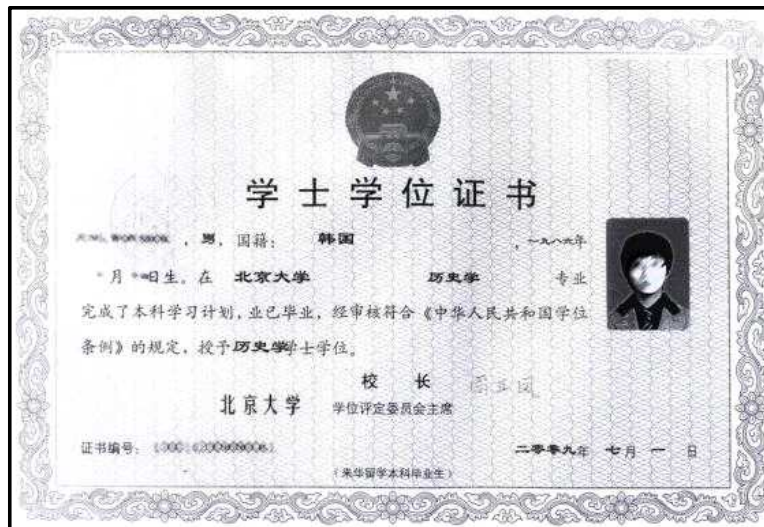 学士学位证书
，男，国籍： 韩国 ，一九八六年
月 日生。在 北京大学 历史学 专业
完成了本科学习计划，业已毕业，经审核符合《中华人民共和国学位
条例》的规定，授予历史学学士学位。
校 长
北京大学 学位评定委员会主席
证书编号： 二零零九年 七月 一 日
（来华留学本科毕业生）